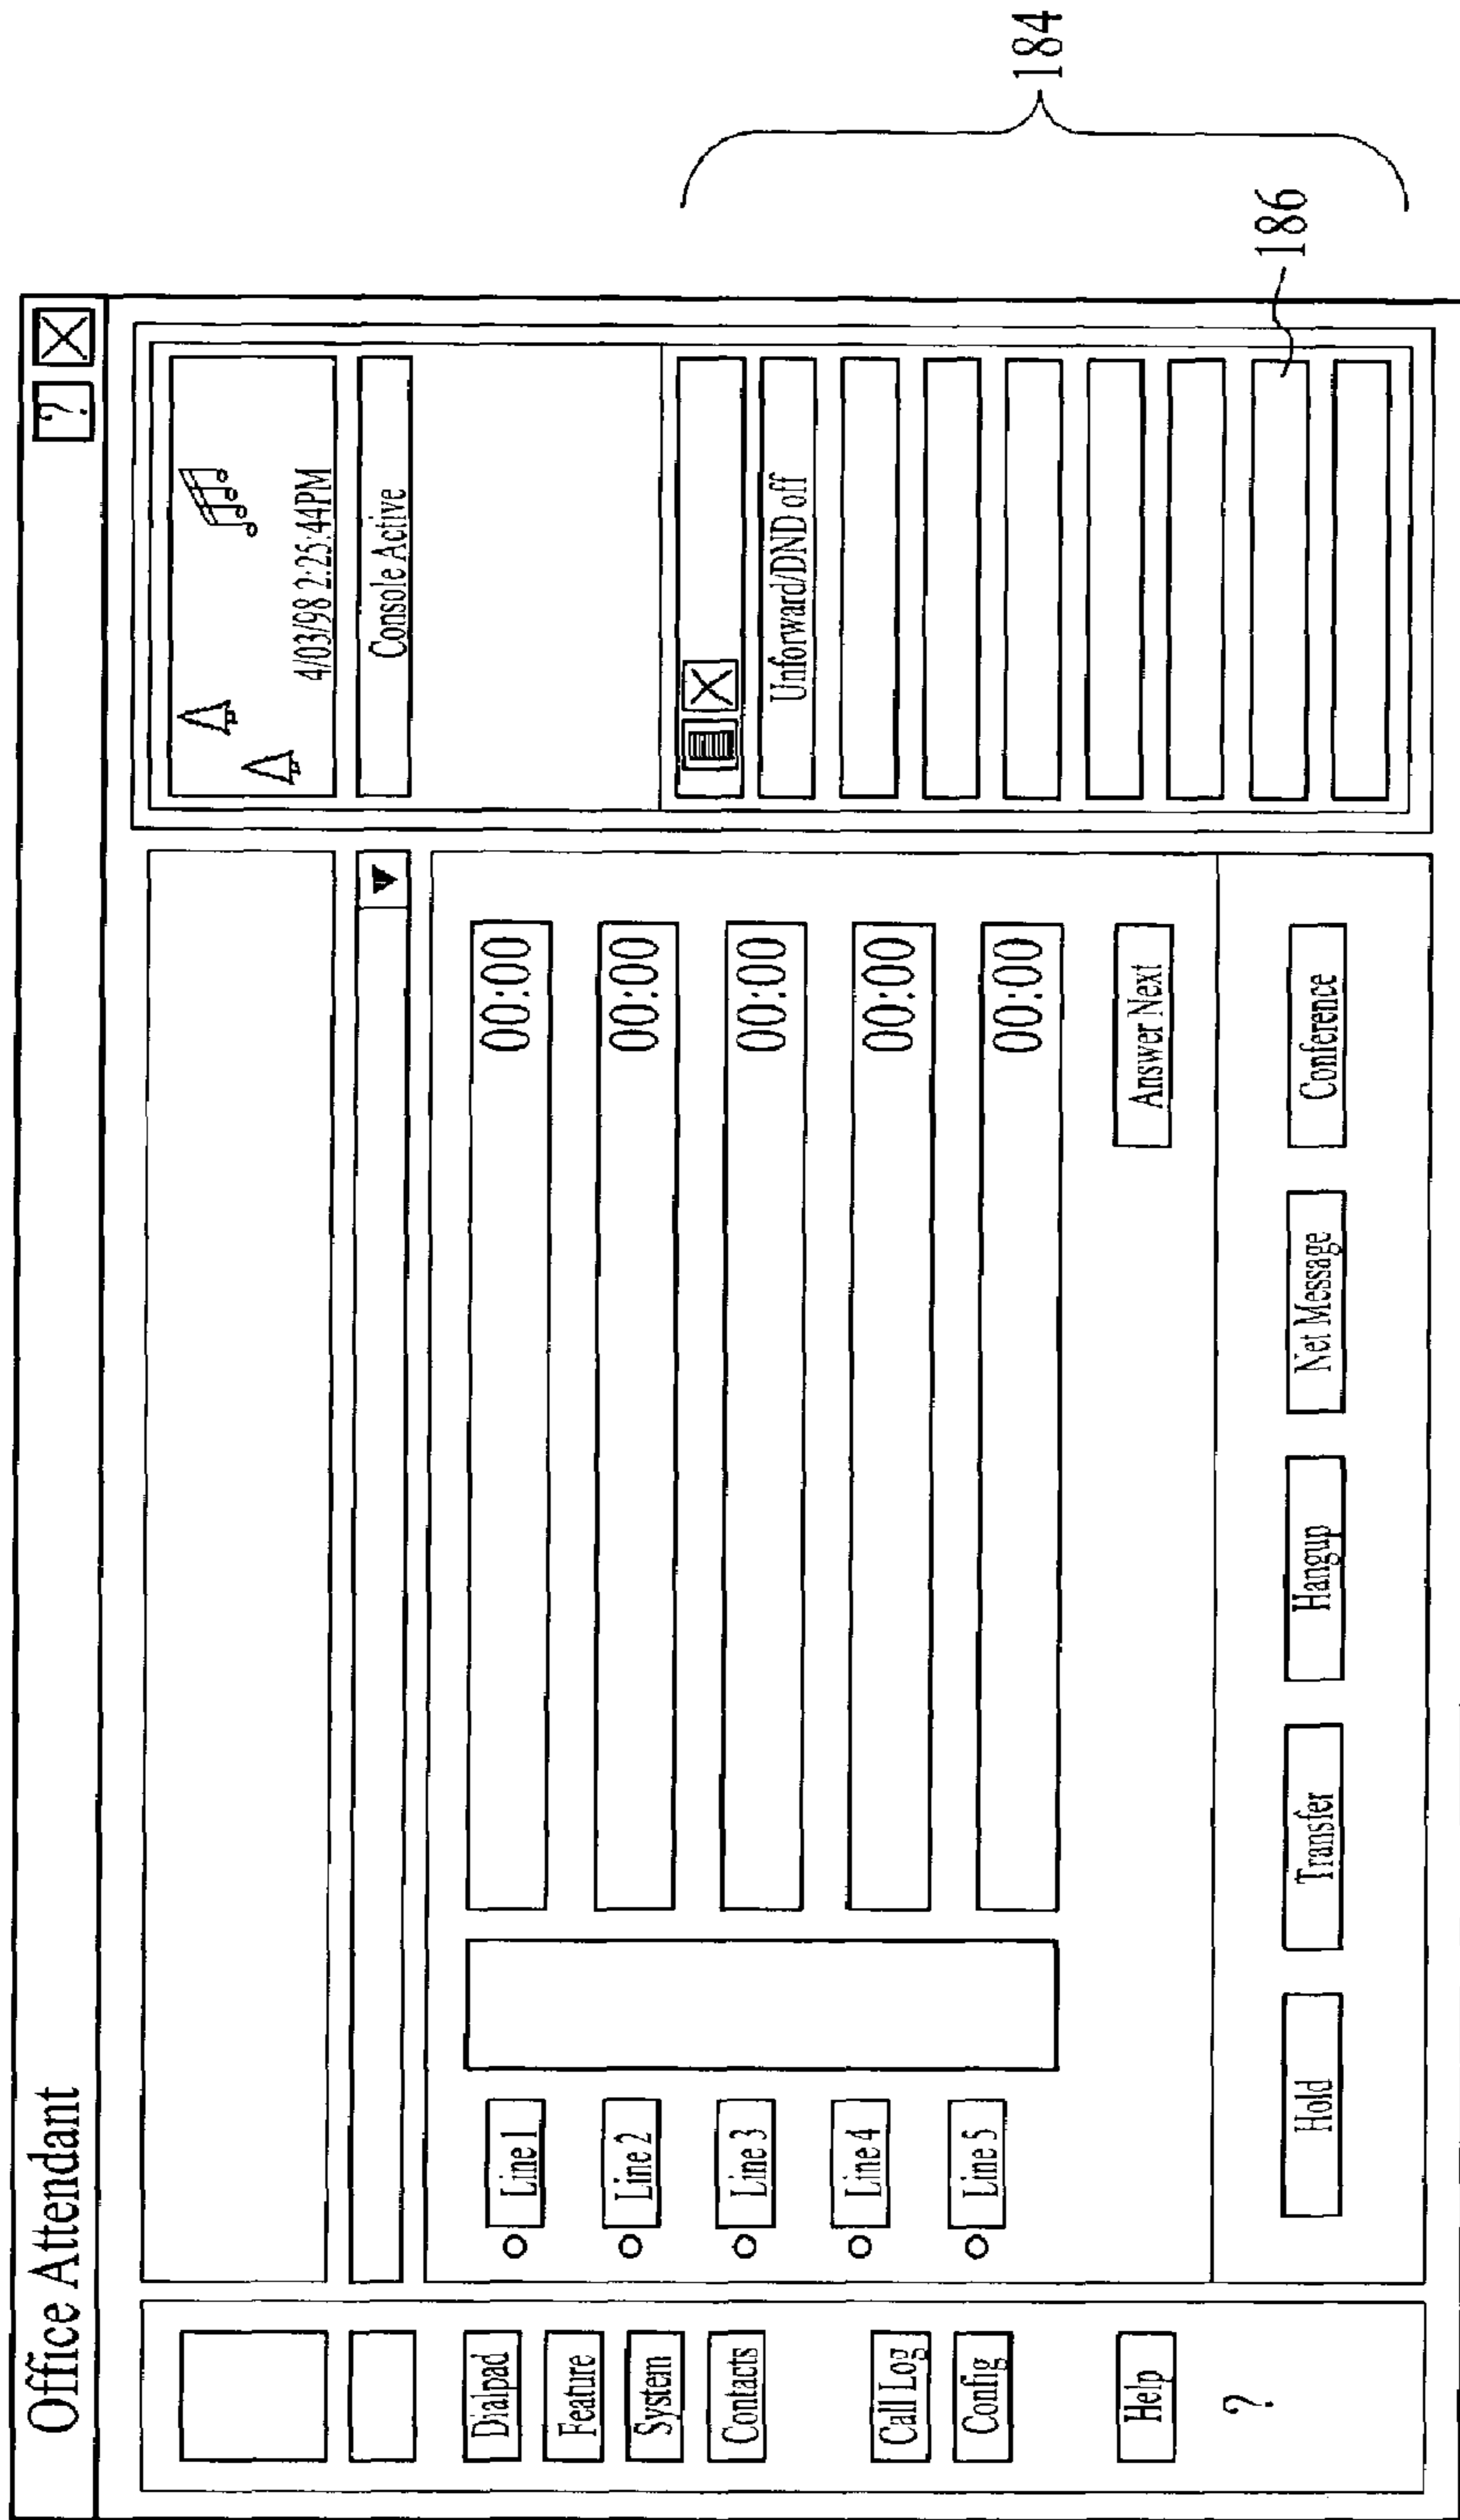 Office Attendant
? X
4/03/98 2:25:44PM
Console Active
Dialpad
Feature
System
Contacts
Call Log
Config
Help
?
Line 1
Line 2
Line 3
Line 4
Line 5
00:00
00:00
00:00
00:00
00:00
Answer Next
Hold
Transfer
Hangup
Net Message
Conference
X
Unforward/DND off
184
186